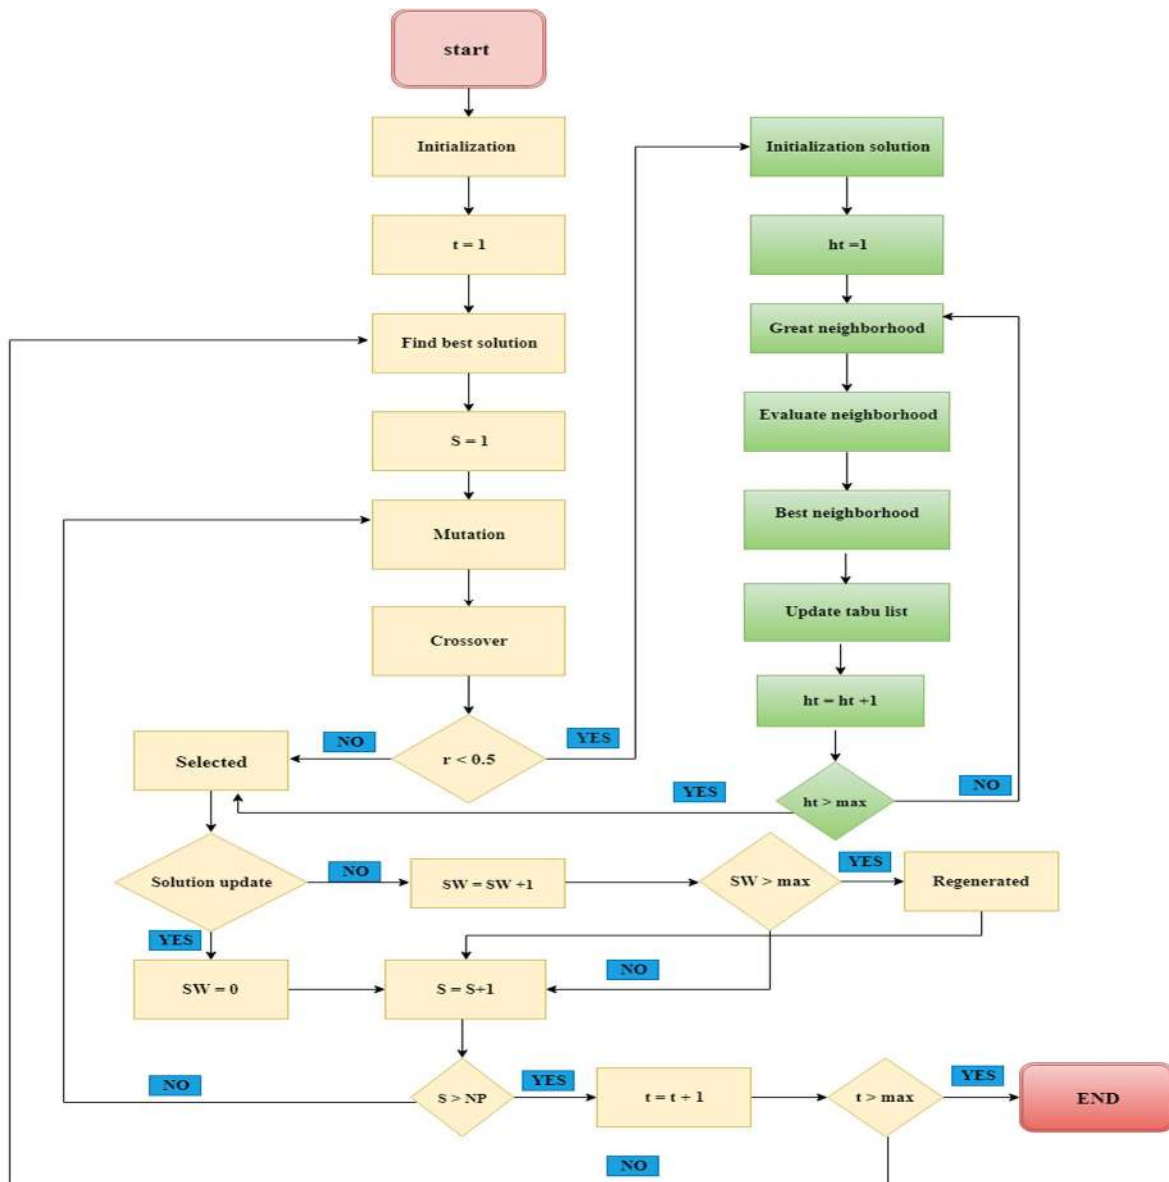 start
Initialization
t = 1
Find best solution
S = 1
Mutation
Crossover
r < 0.5
NO
YES
Initialization solution
ht =1
Great neighborhood
Evaluate neighborhood
Best neighborhood
Update tabu list
ht = ht +1
ht > max
YES
NO
Selected
Solution update
NO
SW = SW +1
SW > max
YES
Regenerated
YES
SW = 0
S = S+1
NO
S > NP
NO
YES
t = t + 1
t > max
YES
END
NO